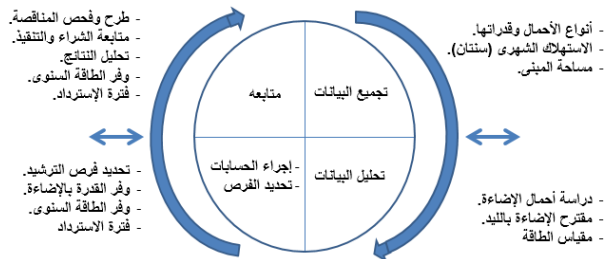 - أنواع الأحمال وقدراتها.
- الاستهلاك الشهرى (سنتان).
- مساحة المبنى.
تجميع البيانات
متابعه
- طرح وفحص المناقصة.
- متابعة الشراء والتنفيذ.
- تحليل النتائج.
- وفر الطاقة السنوى.
- فترة الإسترداد.
- دراسة أحمال الإضاءة.
- مقترح الإضاءة بالليد.
- مقياس الطاقة
تحليل البيانات
- إجراء الحسابات
- تحديد الفرص
- تحديد فرص الترشيد.
- وفر القدرة بالإضاءة.
- وفر الطاقة السنوى.
- فترة الاسترداد